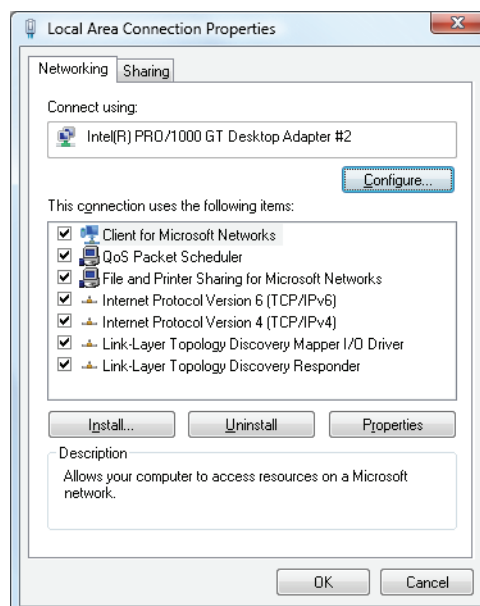 Local Area Connection Properties
Networking
Sharing
Connect using:
Intel(R) PRO/1000 GT Desktop Adapter #2
Configure...
This connection uses the following items:
Client for Microsoft Networks
QoS Packet Scheduler
File and Printer Sharing for Microsoft Networks
Internet Protocol Version 6 (TCP/IPv6)
Internet Protocol Version 4 (TCP/IPv4)
Link-Layer Topology Discovery Mapper I/O Driver
Link-Layer Topology Discovery Responder
Install...
Uninstall
Properties
Description
Allows your computer to access resources on a Microsoft
network.
OK
Cancel